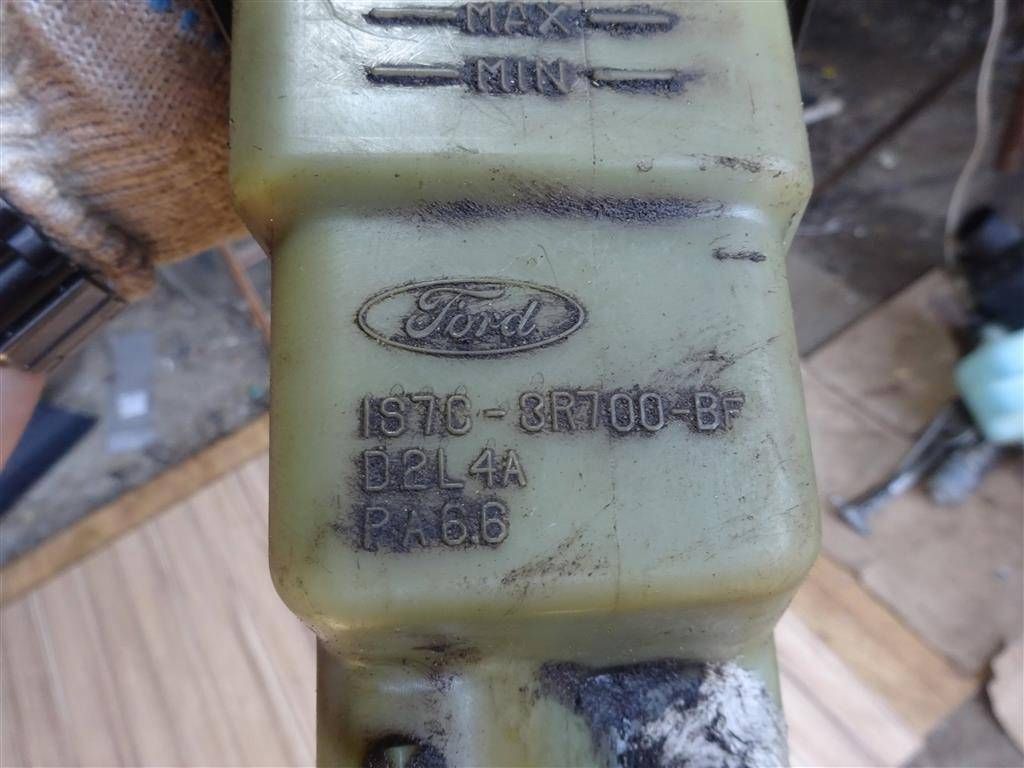 MAX
MIN
Ford
1S7C-3R700-BF
D2L4A
PA66